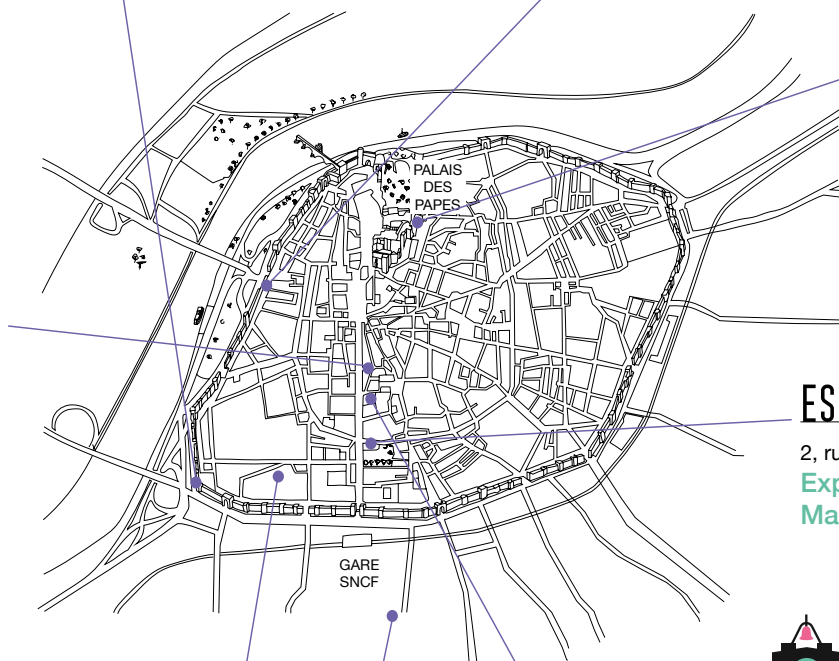 PALAIS
DES
PAPES
ES
2, ru
Exp
Ma
GARE
SNCF